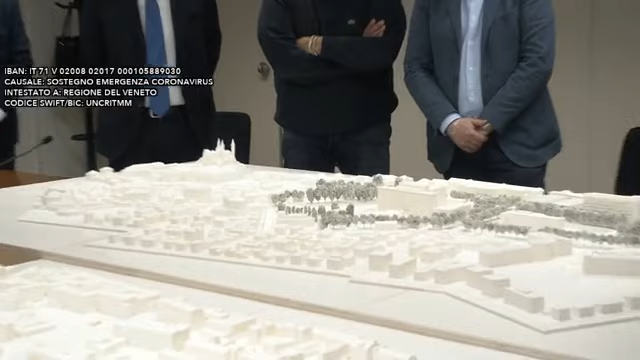 IBAN: IT 71 V 02008 02017 000105889030
CAUSALE: SOSTEGNO EMERGENZA CORONAVIRUS
INTESTATO A: REGIONE DEL VENETO
CODICE SWIFT/BIC: UNCRITMM